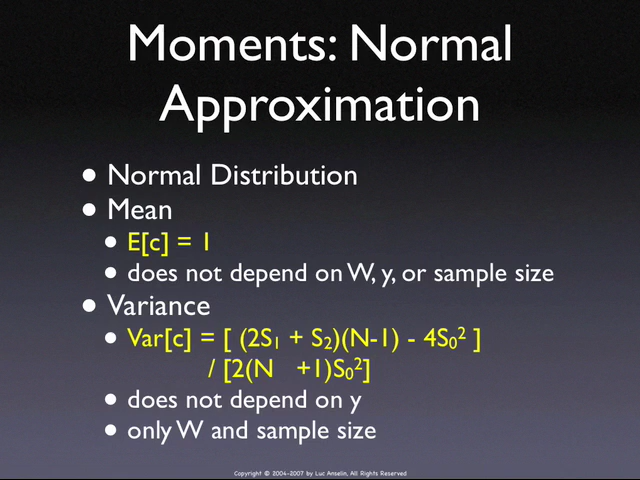 Moments: Normal
Approximation
• Normal Distribution
• Mean
• E[c] = 1
• does not depend on W, y, or sample size
• Variance
• Var[c] = [ (2S₁ + S₂)(N-1) - 4S₀² ]
/ [2(N +1)S₀²]
• does not depend on y
• only W and sample size
Copyright © 2004-2007 by Luc Anselin, All Rights Reserved